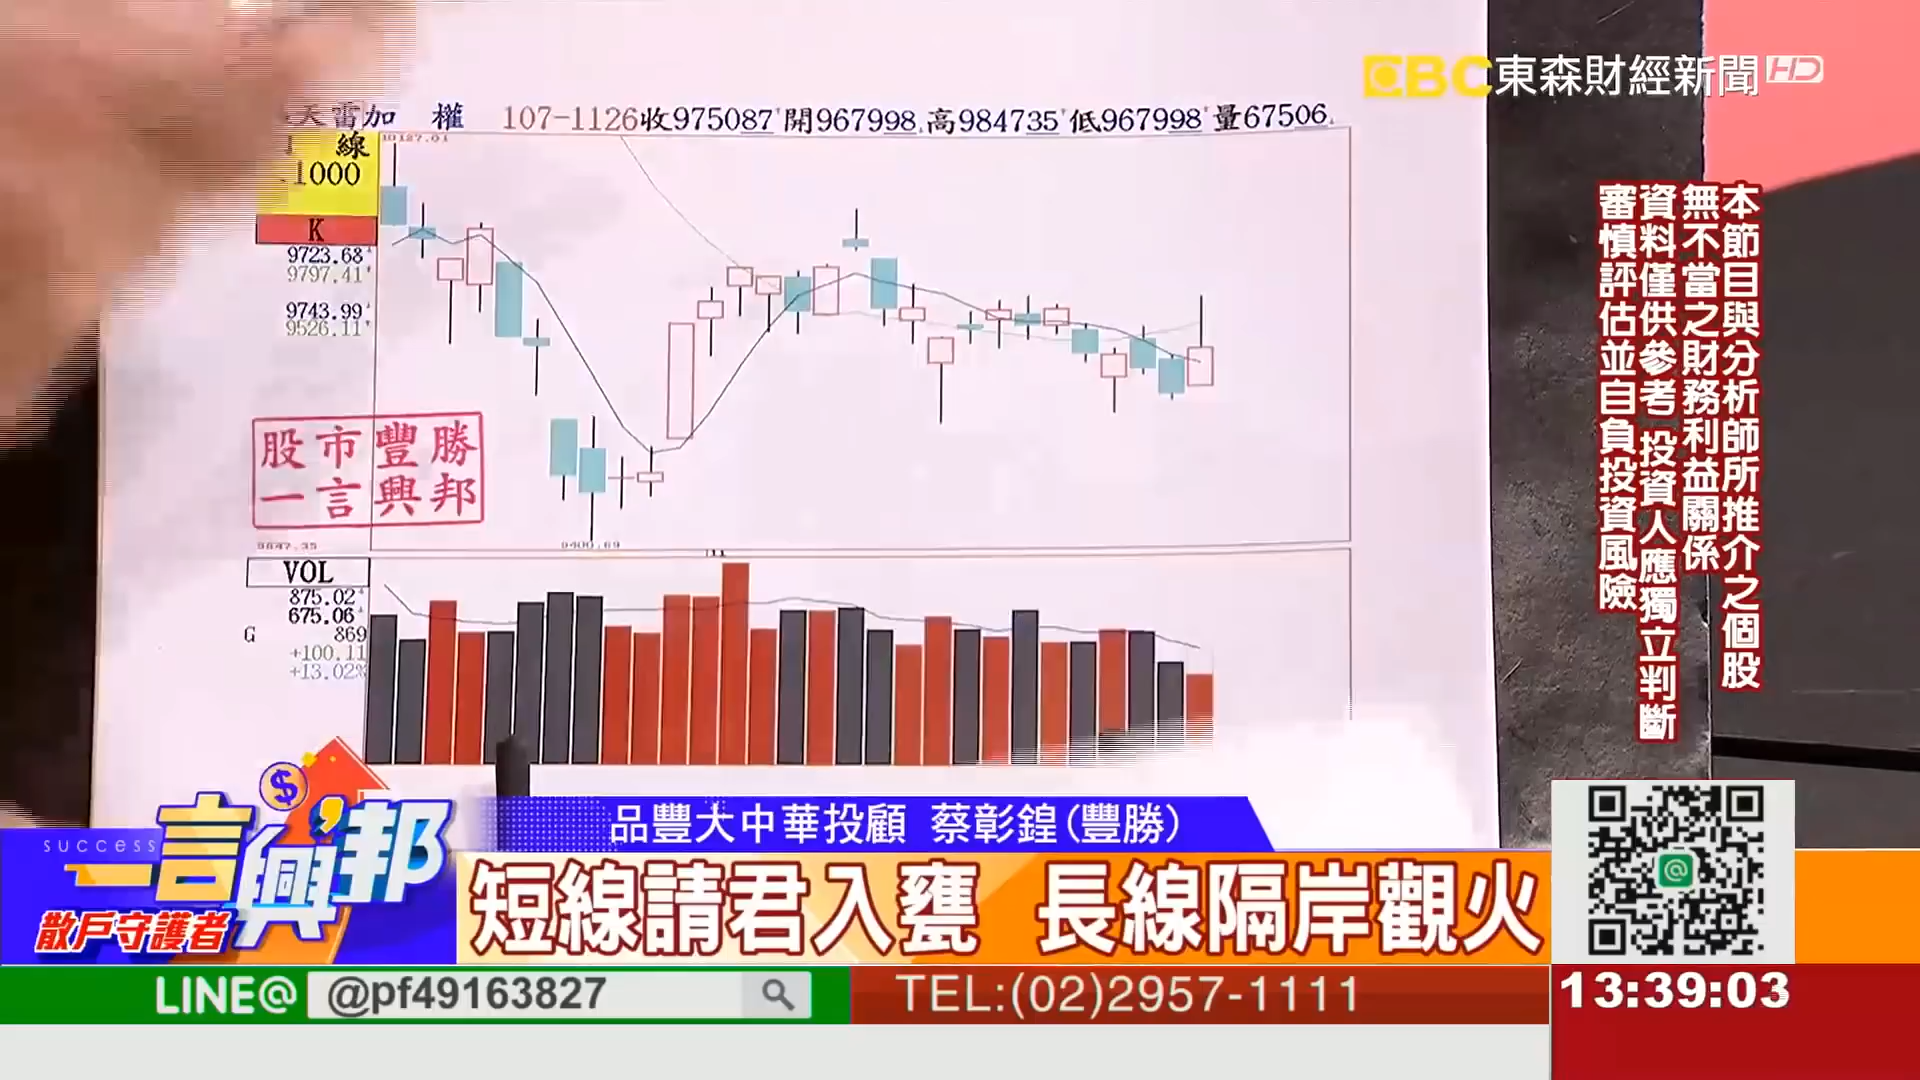 EBC東森財經新聞HD
天雷加 權 107-1126收975087開967998高984735低967998量67506
線
10127.01
1000
K
9723.68
9797.41
9743.99
9526.11
股市豐勝
一言興邦
9400.69
11
VOL
875.02
675.06
G 869
+100.11
+13.02%
本節目與分析師所推介之個股
無不當之財務利益關係
資料僅供參考 投資人應獨立判斷
審慎評估並自負投資風險
品豐大中華投顧 蔡彰鍠(豐勝)
success
一言興邦
散戶守護者
短線請君入甕 長線隔岸觀火
LINE@ @pf49163827
TEL:(02)2957-1111
13:39:03